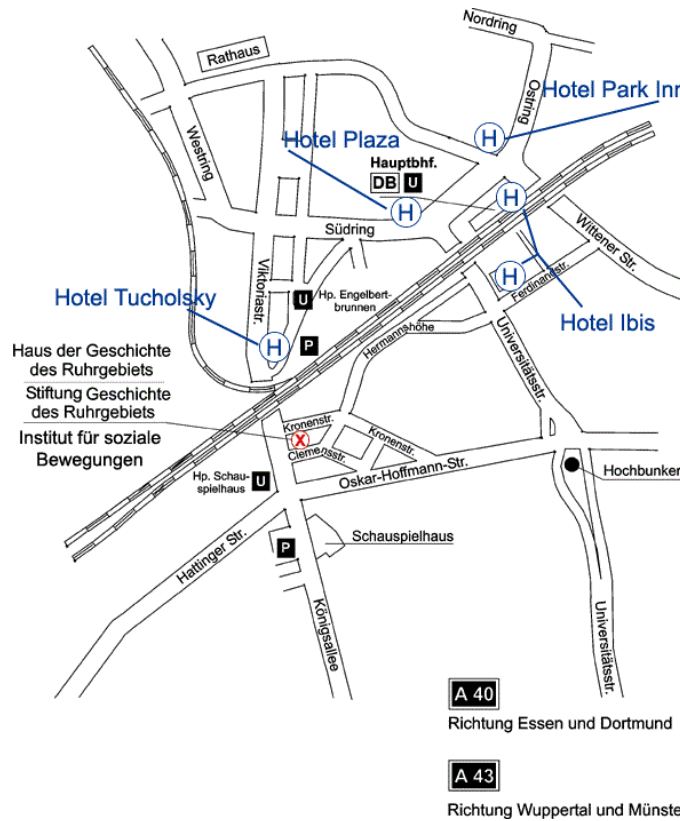 Nordring
Rathaus
Ostring
Hotel Park Inn
Westring
Hotel Plaza
Hauptbhf.
DB U
H
H
H
Südring
Wittener Str.
Viktoriastr.
Hotel Tucholsky
U
Hp. Engelbert-
brunnen
H
Ferdinandstr.
Hotel Ibis
H
P
Hermannshöhe
Universitätsstr.
Haus der Geschichte
des Ruhrgebiets
Stiftung Geschichte
des Ruhrgebiets
Institut für soziale
Bewegungen
Kronenstr.
X
Clemensstr.
Kronenstr.
Hp. Schau-
spielhaus
U
Oskar-Hoffmann-Str.
Hochbunker
Hattinger Str.
P
Schauspielhaus
Königsallee
Universitätsstr.
A 40
Richtung Essen und Dortmund
A 43
Richtung Wuppertal und Münste